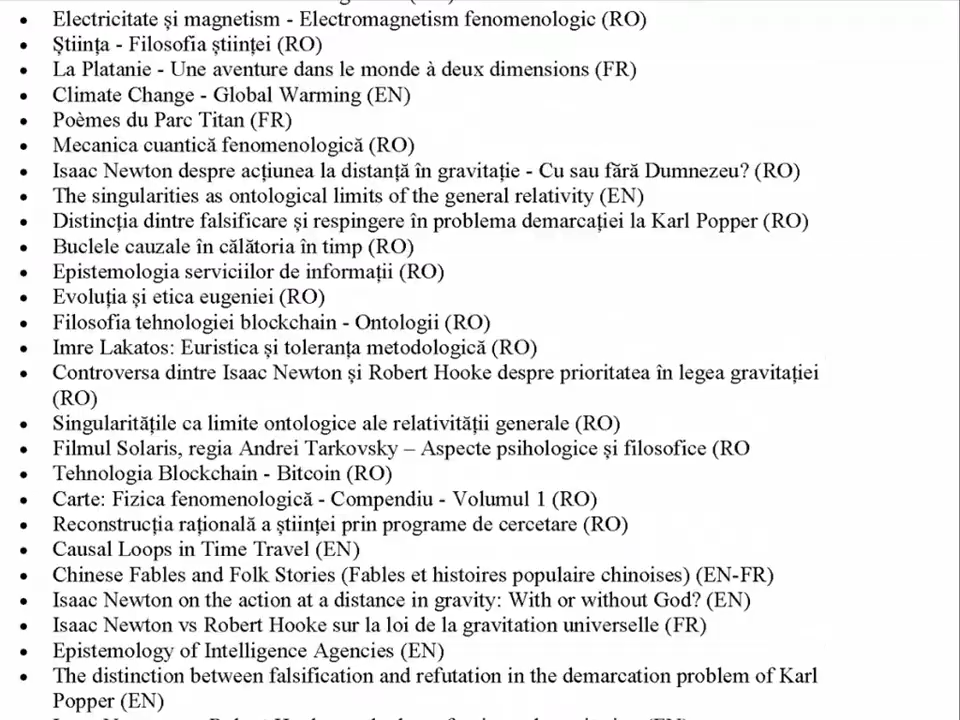 • Electricitate și magnetism - Electromagnetism fenomenologic (RO)
• Știința - Filosofia științei (RO)
• La Platanie - Une aventure dans le monde à deux dimensions (FR)
• Climate Change - Global Warming (EN)
• Poèmes du Parc Titan (FR)
• Mecanica cuantică fenomenologică (RO)
• Isaac Newton despre acțiunea la distanță în gravitație - Cu sau fără Dumnezeu? (RO)
• The singularities as ontological limits of the general relativity (EN)
• Distincția dintre falsificare și respingere în problema demarcației la Karl Popper (RO)
• Buclele cauzale în călătoria în timp (RO)
• Epistemologia serviciilor de informații (RO)
• Evoluția și etica eugeniei (RO)
• Filosofia tehnologiei blockchain - Ontologii (RO)
• Imre Lakatos: Euristica și toleranța metodologică (RO)
• Controversa dintre Isaac Newton și Robert Hooke despre prioritatea în legea gravitației
(RO)
• Singularitățile ca limite ontologice ale relativității generale (RO)
• Filmul Solaris, regia Andrei Tarkovsky – Aspecte psihologice și filosofice (RO
• Tehnologia Blockchain - Bitcoin (RO)
• Carte: Fizica fenomenologică - Compendiu - Volumul 1 (RO)
• Reconstrucția rațională a științei prin programe de cercetare (RO)
• Causal Loops in Time Travel (EN)
• Chinese Fables and Folk Stories (Fables et histoires populaire chinoises) (EN-FR)
• Isaac Newton on the action at a distance in gravity: With or without God? (EN)
• Isaac Newton vs Robert Hooke sur la loi de la gravitation universelle (FR)
• Epistemology of Intelligence Agencies (EN)
• The distinction between falsification and refutation in the demarcation problem of Karl
Popper (EN)